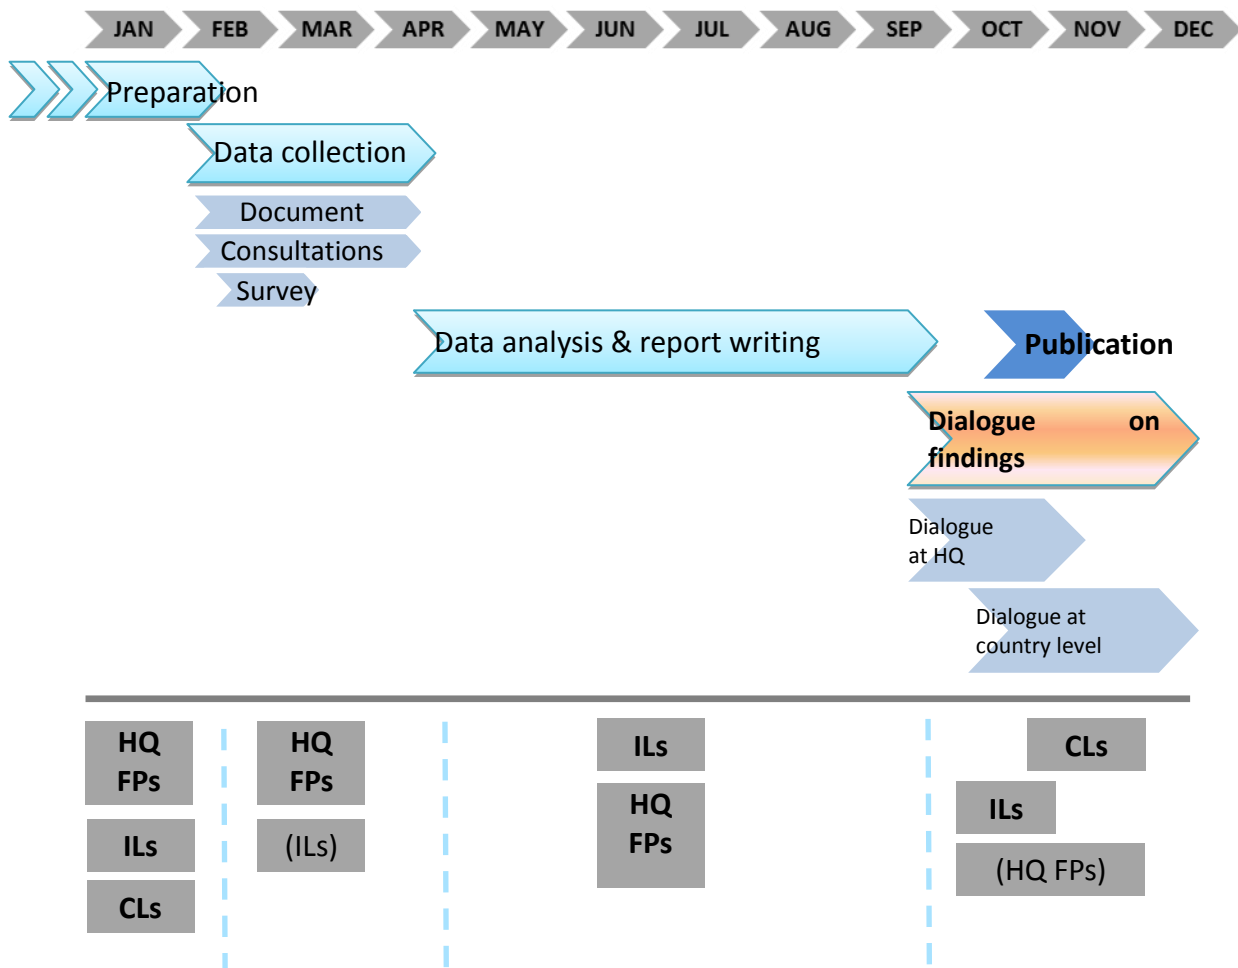 JAN FEB MAR APR MAY JUN JUL AUG SEP OCT NOV DEC
Preparation
Data collection
Document
Consultations
Survey
Data analysis & report writing
Publication
Dialogue on
findings
Dialogue
at HQ
Dialogue at
country level
HQ
FPs
ILs
CLs
HQ
FPs
(ILs)
ILs
HQ
FPs
CLs
ILs
(HQ FPs)